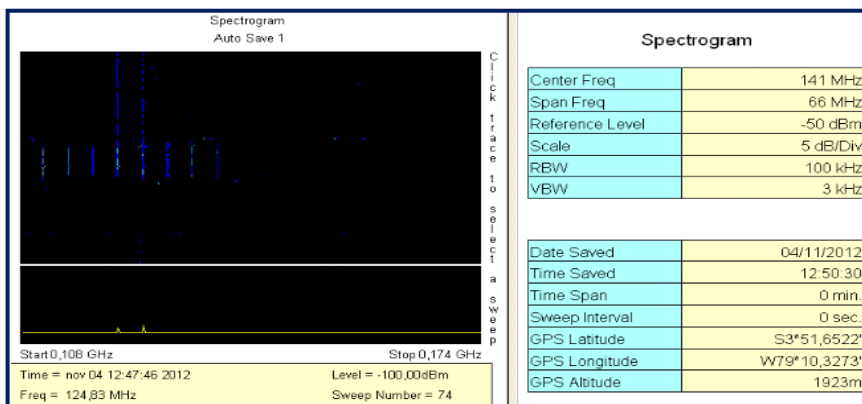 Spectrogram
Auto Save 1
Click trace to select a sweep
Start 0,108 GHz Stop 0,174 GHz
Time = nov 04 12:47:46 2012 Level = -100,00dBm
Freq = 124,83 MHz Sweep Number = 74
Spectrogram
Center Freq 141 MHz
Span Freq 66 MHz
Reference Level -50 dBm
Scale 5 dB/Div
RBW 100 kHz
VBW 3 kHz
Date Saved 04/11/2012
Time Saved 12:50:30
Time Span 0 min.
Sweep Interval 0 sec.
GPS Latitude S3°51,6522'
GPS Longitude W79°10,3273'
GPS Altitude 1923m